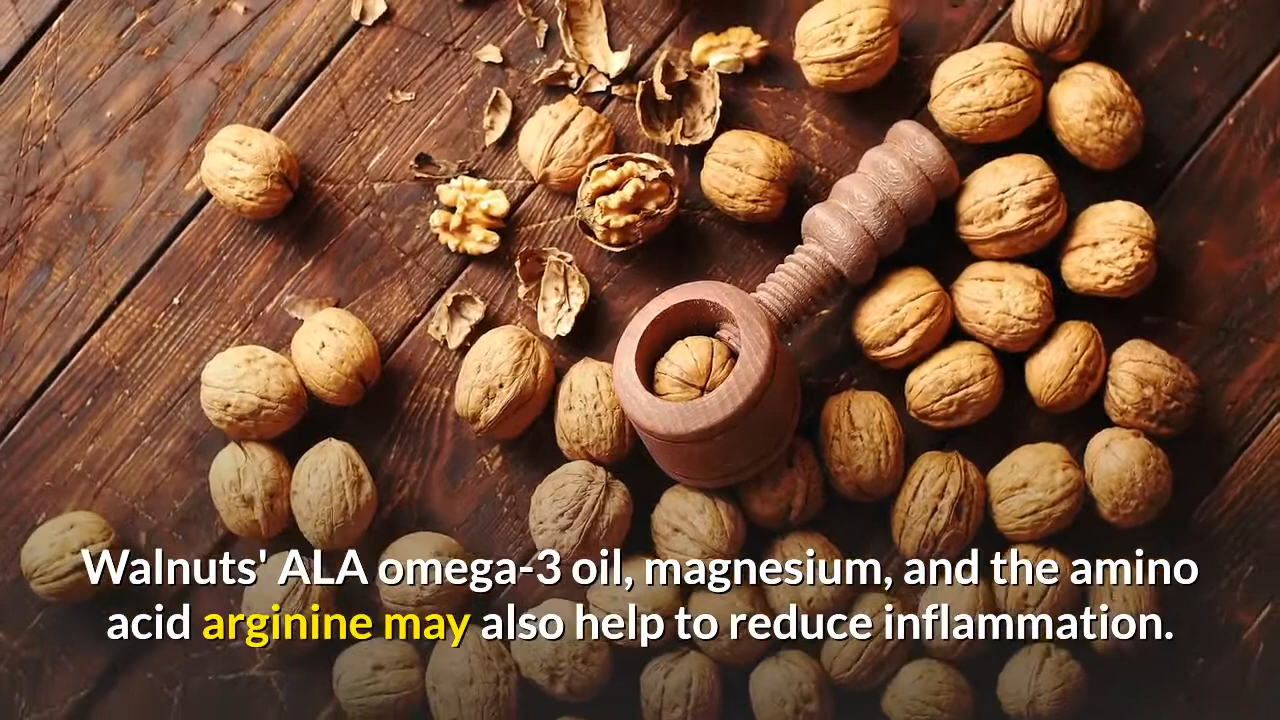 Walnuts' ALA omega-3 oil, magnesium, and the amino
acid arginine may also help to reduce inflammation.